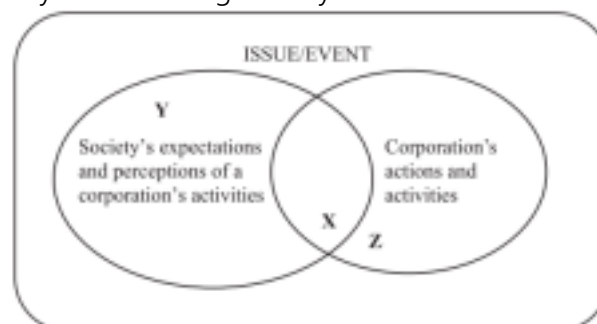 ISSUE/EVENT
Y
Society's expectations
and perceptions of a
corporation's activities
Corporation's
actions and
activities
X
Z